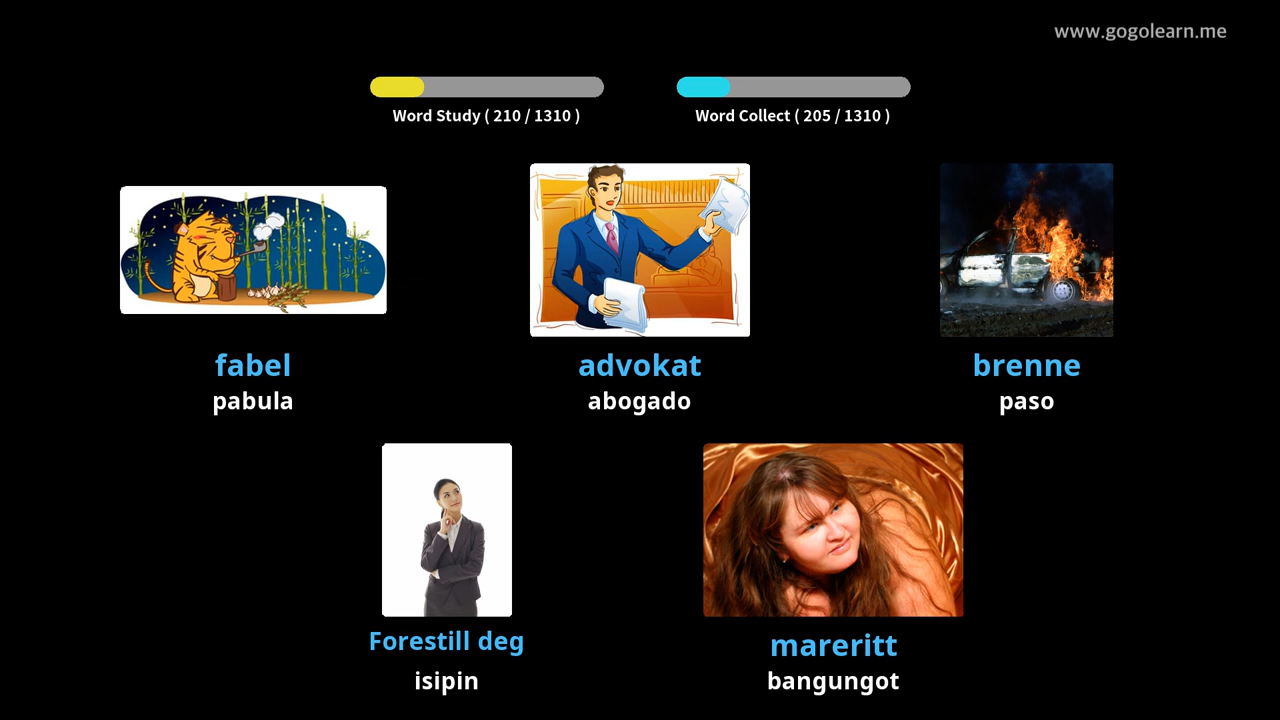 www.gogolearn.me
Word Study ( 210 / 1310 )
Word Collect ( 205 / 1310 )
fabel
pabula
advokat
abogado
brenne
paso
Forestill deg
isipin
mareritt
bangungot